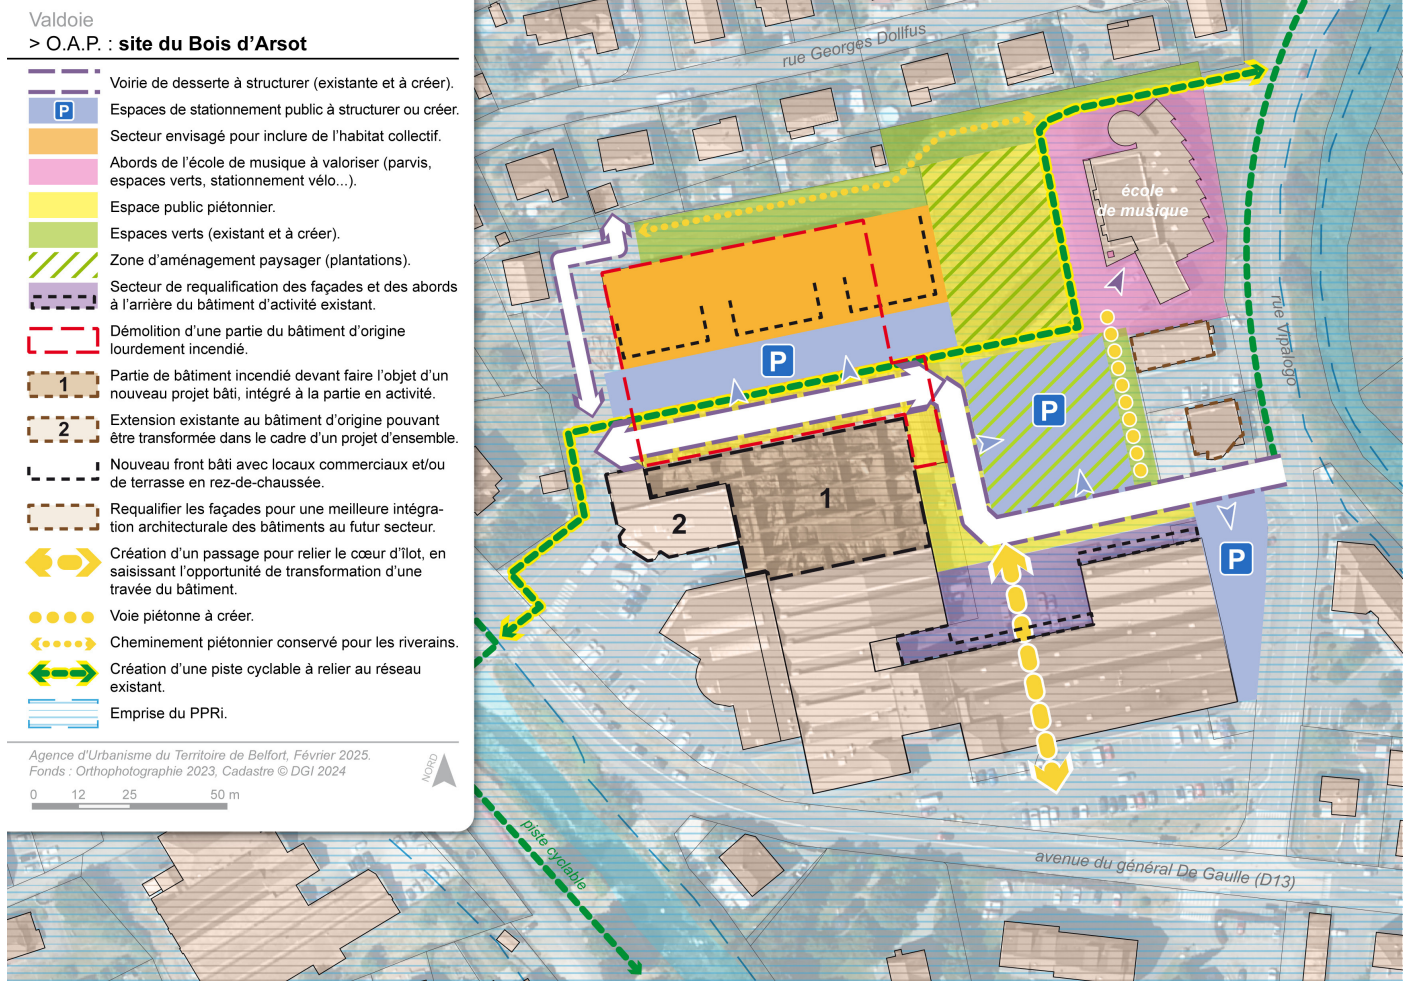 Valdoie
> O.A.P. : site du Bois d’Arsot
Voirie de desserte à structurer (existante et à créer).
P
Espaces de stationnement public à structurer ou créer.
Secteur envisagé pour inclure de l’habitat collectif.
Abords de l’école de musique à valoriser (parvis,
espaces verts, stationnement vélo...).
Espace public piétonnier.
Espaces verts (existant et à créer).
Zone d’aménagement paysager (plantations).
Secteur de requalification des façades et des abords
à l’arrière du bâtiment d’activité existant.
Démolition d’une partie du bâtiment d’origine
lourdement incendié.
1
Partie de bâtiment incendié devant faire l’objet d’un
nouveau projet bâti, intégré à la partie en activité.
2
Extension existante au bâtiment d’origine pouvant
être transformée dans le cadre d’un projet d’ensemble.
Nouveau front bâti avec locaux commerciaux et/ou
de terrasse en rez-de-chaussée.
Requalifier les façades pour une meilleure intégra-
tion architecturale des bâtiments au futur secteur.
Création d’un passage pour relier le cœur d’îlot, en
saisissant l’opportunité de transformation d’une
travée du bâtiment.
Voie piétonne à créer.
Cheminement piétonnier conservé pour les riverains.
Création d’une piste cyclable à relier au réseau
existant.
Emprise du PPRi.
Agence d'Urbanisme du Territoire de Belfort, Février 2025.
Fonds : Orthophotographie 2023, Cadastre © DGI 2024
NORD
0 12 25 50 m
rue Georges Dollfus
école
de musique
rue Vipalogo
P
P
1
2
P
piste cyclable
avenue du général De Gaulle (D13)